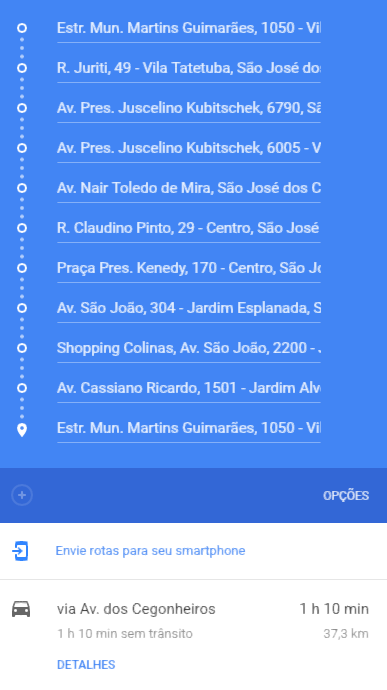 Estr. Mun. Martins Guimarães, 1050 - Vil
R. Juriti, 49 - Vila Tatetuba, São José dos
Av. Pres. Juscelino Kubitschek, 6790, Sã
Av. Pres. Juscelino Kubitschek, 6005 - V
Av. Nair Toledo de Mira, São José dos C
R. Claudino Pinto, 29 - Centro, São José
Praça Pres. Kenedy, 170 - Centro, São Jo
Av. São João, 304 - Jardim Esplanada, S
Shopping Colinas, Av. São João, 2200 - J
Av. Cassiano Ricardo, 1501 - Jardim Alv
Estr. Mun. Martins Guimarães, 1050 - Vil
OPÇÕES
Envie rotas para seu smartphone
via Av. dos Cegonheiros 1 h 10 min
1 h 10 min sem trânsito 37,3 km
DETALHES